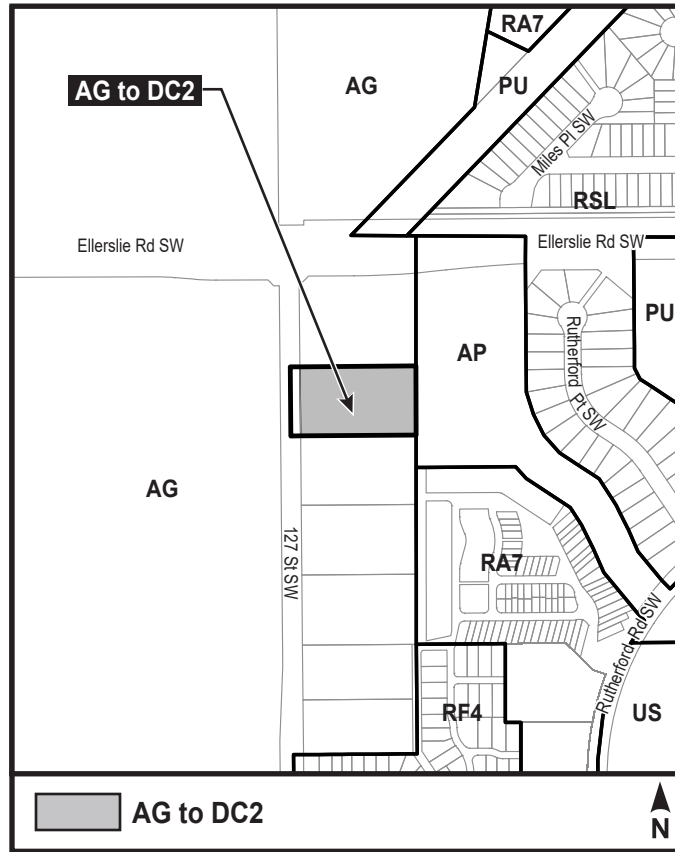 RA7
AG to DC2
AG
PU
Miles Pl SW
RSL
Ellerslie Rd SW
Ellerslie Rd SW
PU
AP
Rutherford Pt SW
AG
127 St SW
RA7
Rutherford Rd SW
RF4
US
AG to DC2
N